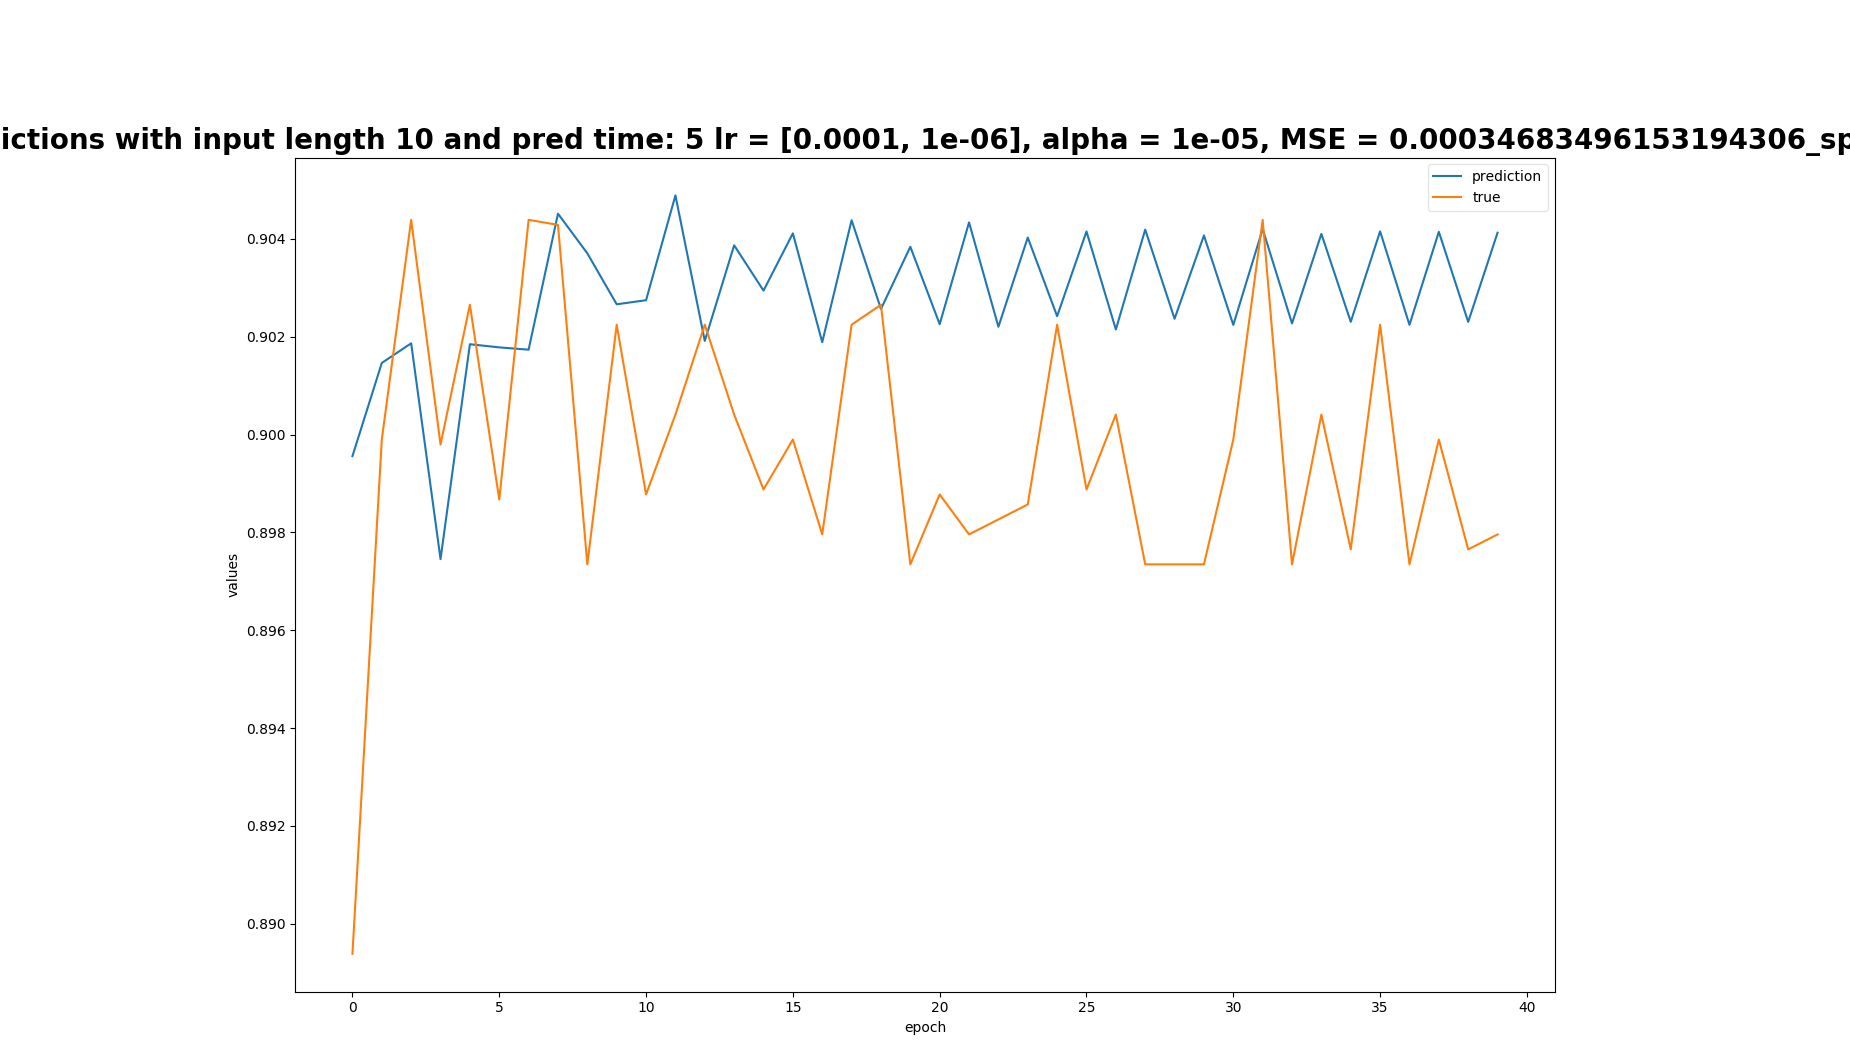 ictions with input length 10 and pred time: 5 lr = [0.0001, 1e-06], alpha = 1e-05, MSE = 0.00034683496153194306_sp
prediction
true
0.904
0.902
0.900
0.898
0.896
0.894
0.892
0.890
values
0 5 10 15 20 25 30 35 40
epoch